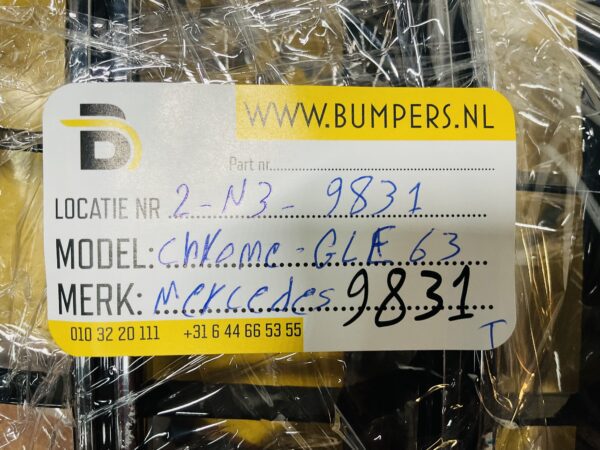 WWW.BUMPERS.NL
B
Part nr.
LOCATIE NR 2-N3-9831
MODEL: chrome-GLE 63
MERK: mercedes 9831
010 32 20 111 +31 6 44 66 53 55
T